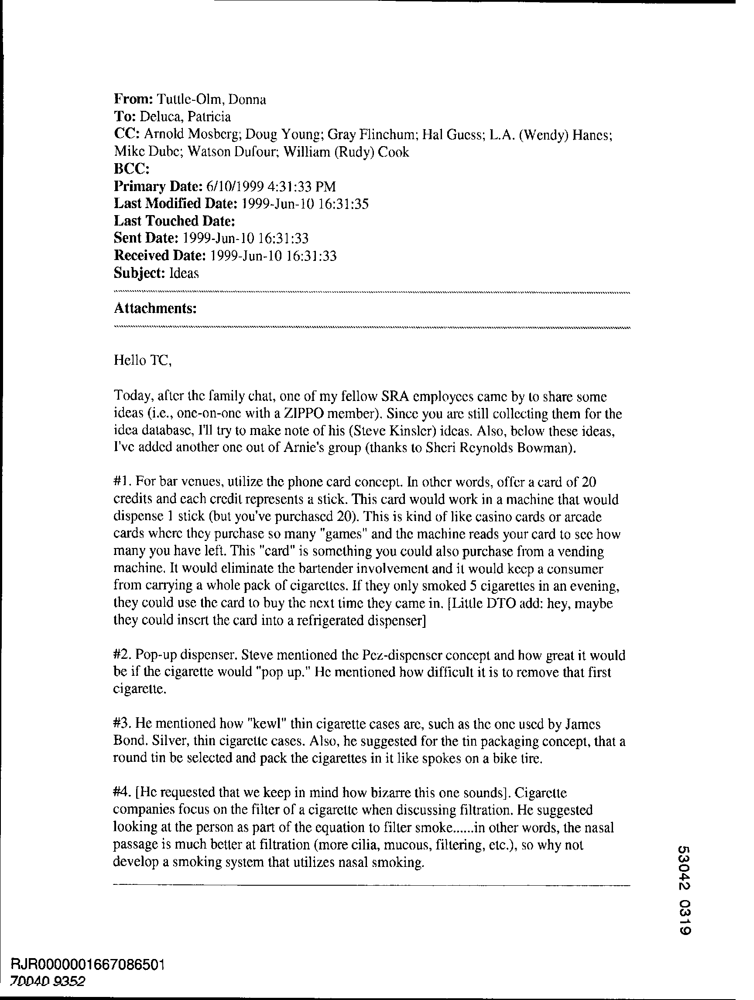 From: Tuttle-Olm, Donna
To: Deluca, Patricia
CC: Arnold Mosberg; Doug Young; Gray Flinchum; Hal Guess; L.A. (Wendy) Hanes;
Mike Dube; Watson Dufour; William (Rudy) Cook
BCC:
Primary Date: 6/10/1999 4:31:33 PM
Last Modified Date: 1999-Jun-10 16:31:35
Last Touched Date:
Sent Date: 1999-Jun-10 16:31:33
Received Date: 1999-Jun-10 16:31:33
Subject: Ideas
Attachments:
Hello TC,
Today, after the family chat, one of my fellow SRA employees came by to share some
ideas (i.e., one-on-one with a ZIPPO member). Since you are still collecting them for the
idea database, I'll try to make note of his (Steve Kinsler) ideas. Also, below these ideas,
I've added another one out of Arnie's group (thanks to Sheri Reynolds Bowman).
#1. For bar venues, utilize the phone card concept. In other words, offer a card of 20
credits and each credit represents a stick. This card would work in a machine that would
dispense 1 stick (but you've purchased 20). This is kind of like casino cards or arcade
cards where they purchase so many "games" and the machine reads your card to see how
many you have left. This "card" is something you could also purchase from a vending
machine. It would eliminate the bartender involvement and it would keep a consumer
from carrying a whole pack of cigarettes. If they only smoked 5 cigarettes in an evening,
they could use the card to buy the next time they came in. [Little DTO add: hey, maybe
they could insert the card into a refrigerated dispenser]
#2. Pop-up dispenser. Steve mentioned the Pez-dispenser concept and how great it would
be if the cigarette would "pop up." He mentioned how difficult it is to remove that first
cigarette.
#3. He mentioned how "kewl" thin cigarette cases are, such as the one used by James
Bond. Silver, thin cigarette cases. Also, he suggested for the tin packaging concept, that a
round tin be selected and pack the cigarettes in it like spokes on a bike tire.
#4. [He requested that we keep in mind how bizarre this one sounds]. Cigarette
companies focus on the filter of a cigarette when discussing filtration. He suggested
looking at the person as part of the equation to filter smoke......in other words, the nasal
passage is much better at filtration (more cilia, mucous, filtering, etc.), so why not
develop a smoking system that utilizes nasal smoking.
53042 0319
RJR0000001667086501
70040 9352